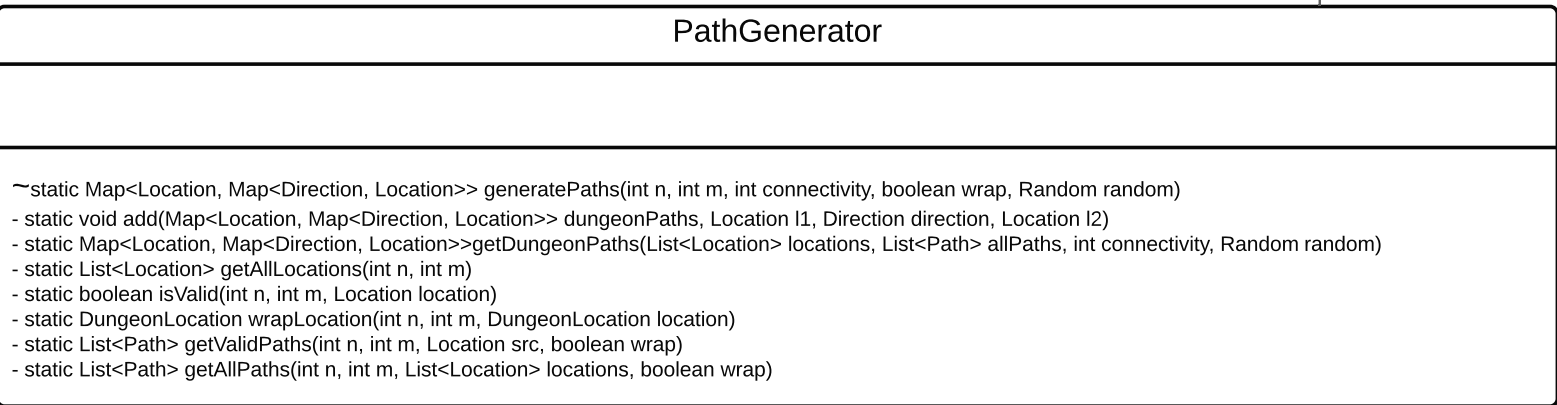 PathGenerator
~static Map<Location, Map<Direction, Location>> generatePaths(int n, int m, int connectivity, boolean wrap, Random random)
- static void add(Map<Location, Map<Direction, Location>> dungeonPaths, Location l1, Direction direction, Location l2)
- static Map<Location, Map<Direction, Location>>getDungeonPaths(List<Location> locations, List<Path> allPaths, int connectivity, Random random)
- static List<Location> getAllLocations(int n, int m)
- static boolean isValid(int n, int m, Location location)
- static DungeonLocation wrapLocation(int n, int m, DungeonLocation location)
- static List<Path> getValidPaths(int n, int m, Location src, boolean wrap)
- static List<Path> getAllPaths(int n, int m, List<Location> locations, boolean wrap)